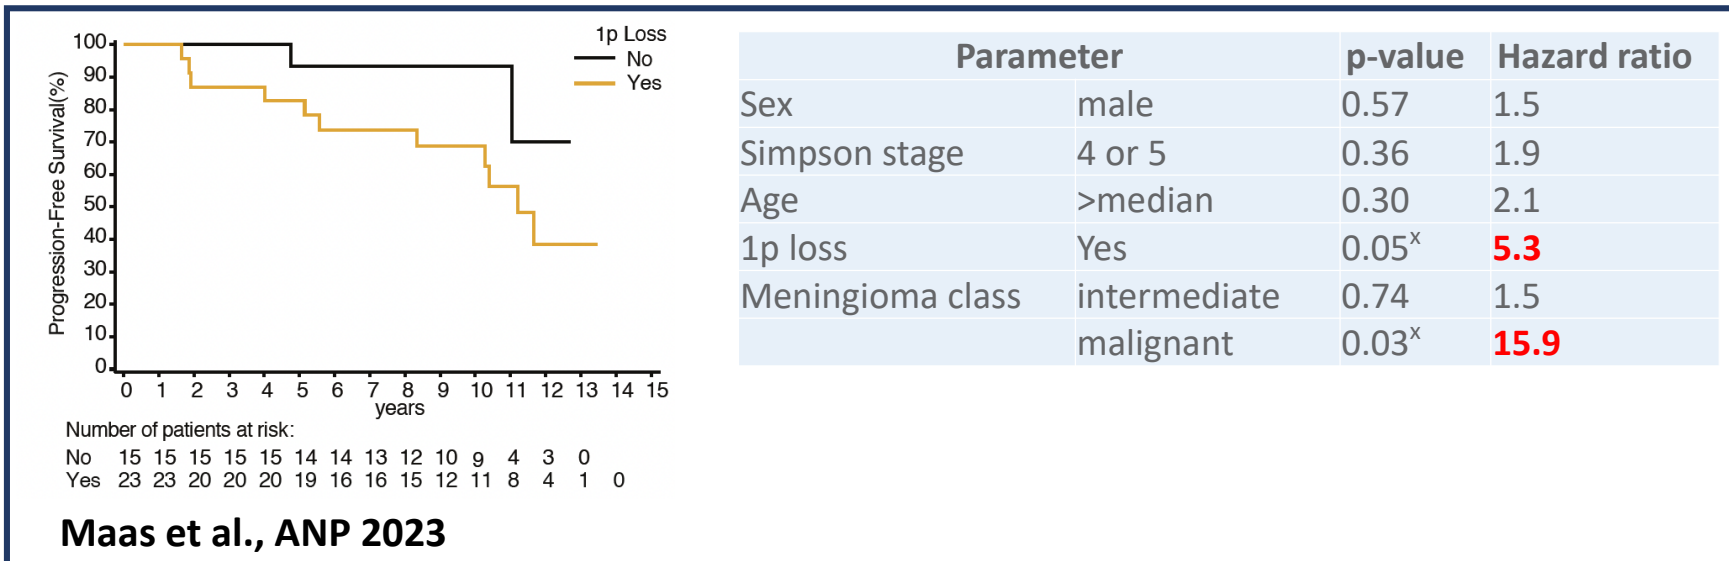 1p Loss
No
Yes
Progression-Free Survival(%)
100
90
80
70
60
50
40
30
20
10
0
0 1 2 3 4 5 6 7 8 9 10 11 12 13 14 15
years
Number of patients at risk:
No 15 15 15 15 15 14 14 13 12 10 9 4 3 0
Yes 23 23 20 20 20 19 16 16 15 12 11 8 4 1 0
Maas et al., ANP 2023
Parameter p-value Hazard ratio
Sex male 0.57 1.5
Simpson stage 4 or 5 0.36 1.9
Age >median 0.30 2.1
1p loss Yes 0.05ˣ 5.3
Meningioma class intermediate 0.74 1.5
malignant 0.03ˣ 15.9